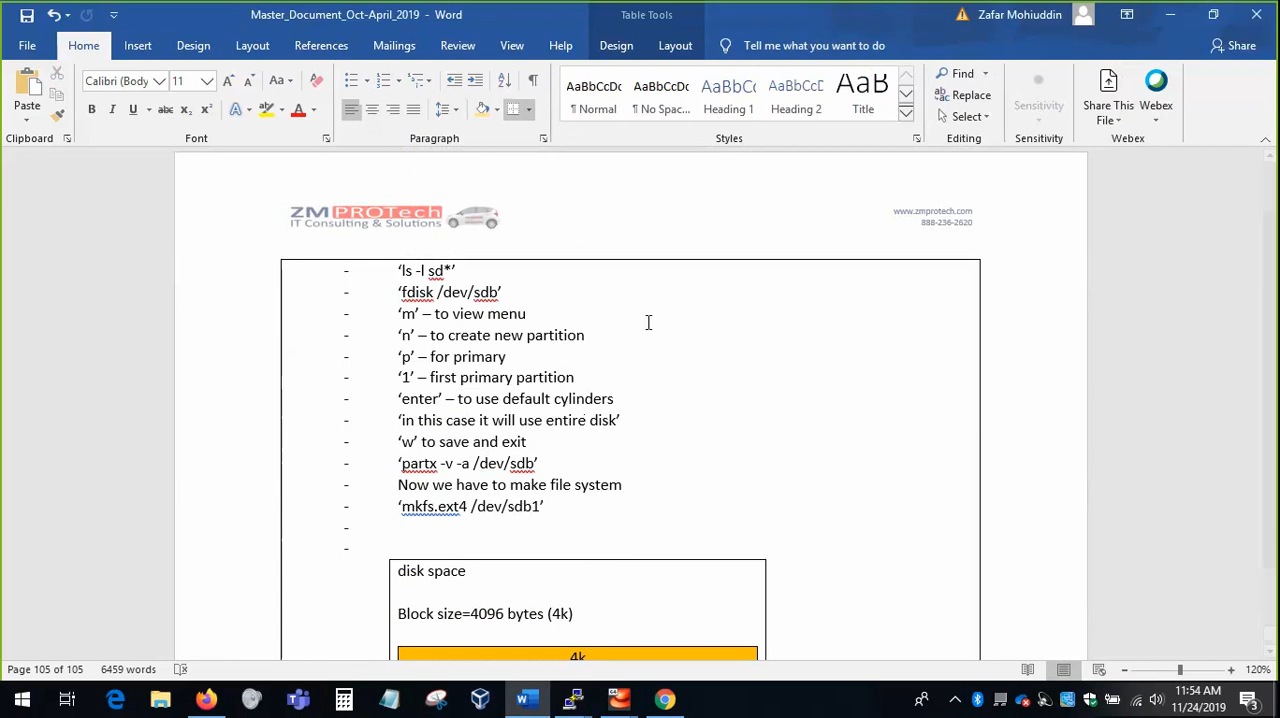 Master_Document_Oct-April_2019 - Word
Table Tools
Zafar Mohiuddin
File Home Insert Design Layout References Mailings Review View Help Design Layout Tell me what you want to do Share
Calibri (Body 11
Paste
Clipboard
Font
Paragraph
AaBbCcDc AaBbCcDc AaBbCcD AaBbCcD AaB
¶ Normal ¶ No Spac... Heading 1 Heading 2 Title
Styles
Find
Replace
Select
Editing
Sensitivity
Sensitivity
Share This File
Webex
Webex
ZM PROTech
IT Consulting & Solutions
www.zmprotech.com
888-236-2620
- ‘ls -l sd*’
- ‘fdisk /dev/sdb’
- ‘m’ – to view menu
- ‘n’ – to create new partition
- ‘p’ – for primary
- ‘1’ – first primary partition
- ‘enter’ – to use default cylinders
- ‘in this case it will use entire disk’
- ‘w’ to save and exit
- ‘partx -v -a /dev/sdb’
- Now we have to make file system
- ‘mkfs.ext4 /dev/sdb1’
-
-
disk space
Block size=4096 bytes (4k)
4k
Page 105 of 105 6459 words
120%
11:54 AM
11/24/2019